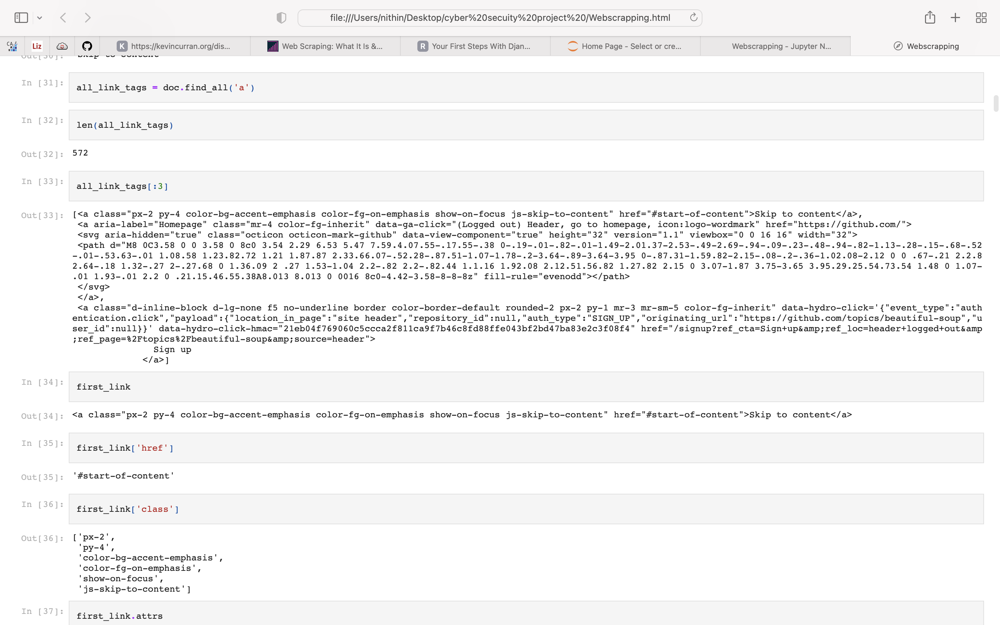 file:///Users/nithin/Desktop/cyber%20secuity%20project%20/Webscrapping.html
CA
Liz
K https://kevincurran.org/dis...
Web Scraping: What It Is &...
R Your First Steps With Djan...
Home Page - Select or cre...
Webscrapping - Jupyter N...
Webscrapping
Out[30]: 'Skip to content'
In [31]: all_link_tags = doc.find_all('a')
In [32]: len(all_link_tags)
Out[32]: 572
In [33]: all_link_tags[:3]
Out[33]: [<a class="px-2 py-4 color-bg-accent-emphasis color-fg-on-emphasis show-on-focus js-skip-to-content" href="#start-of-content">Skip to content</a>,
<a aria-label="Homepage" class="mr-4 color-fg-inherit" data-ga-click="(Logged out) Header, go to homepage, icon:logo-wordmark" href="https://github.com/">
<svg aria-hidden="true" class="octicon octicon-mark-github" data-view-component="true" height="32" version="1.1" viewbox="0 0 16 16" width="32">
<path d="M8 0C3.58 0 0 3.58 0 8c0 3.54 2.29 6.53 5.47 7.59.4.07.55-.17.55-.38 0-.19-.01-.82-.01-1.49-2.01.37-2.53-.49-2.69-.94-.09-.23-.48-.94-.82-1.13-.28-.15-.68-.52
-.01-.53.63-.01 1.08.58 1.23.82.72 1.21 1.87.87 2.33.66.07-.52.28-.87.51-1.07-1.78-.2-3.64-.89-3.64-3.95 0-.87.31-1.59.82-2.15-.08-.2-.36-1.02.08-2.12 0 0 .67-.21 2.2.8
2.64-.18 1.32-.27 2-.27.68 0 1.36.09 2 .27 1.53-1.04 2.2-.82 2.2-.82.44 1.1.16 1.92.08 2.12.51.56.82 1.27.82 2.15 0 3.07-1.87 3.75-3.65 3.95.29.25.54.73.54 1.48 0 1.07-
.01 1.93-.01 2.2 0 .21.15.46.55.38A8.013 8.013 0 0016 8c0-4.42-3.58-8-8-8z" fill-rule="evenodd"></path>
</svg>
</a>,
<a class="d-inline-block d-lg-none f5 no-underline border color-border-default rounded-2 px-2 py-1 mr-3 mr-sm-5 color-fg-inherit" data-hydro-click='{"event_type":"auth
entication.click","payload":{"location_in_page":"site header","repository_id":null,"auth_type":"SIGN_UP","originating_url":"https://github.com/topics/beautiful-soup","u
ser_id":null}}' data-hydro-click-hmac="21eb04f769060c5ccca2f811ca9f7b46c8fd88ffe043bf2bd47ba83e2c3f08f4" href="/signup?ref_cta=Sign+up&amp;ref_loc=header+logged+out&amp
;ref_page=%2Ftopics%2Fbeautiful-soup&amp;source=header">
Sign up
</a>]
In [34]: first_link
Out[34]: <a class="px-2 py-4 color-bg-accent-emphasis color-fg-on-emphasis show-on-focus js-skip-to-content" href="#start-of-content">Skip to content</a>
In [35]: first_link['href']
Out[35]: '#start-of-content'
In [36]: first_link['class']
Out[36]: ['px-2',
'py-4',
'color-bg-accent-emphasis',
'color-fg-on-emphasis',
'show-on-focus',
'js-skip-to-content']
In [37]: first_link.attrs